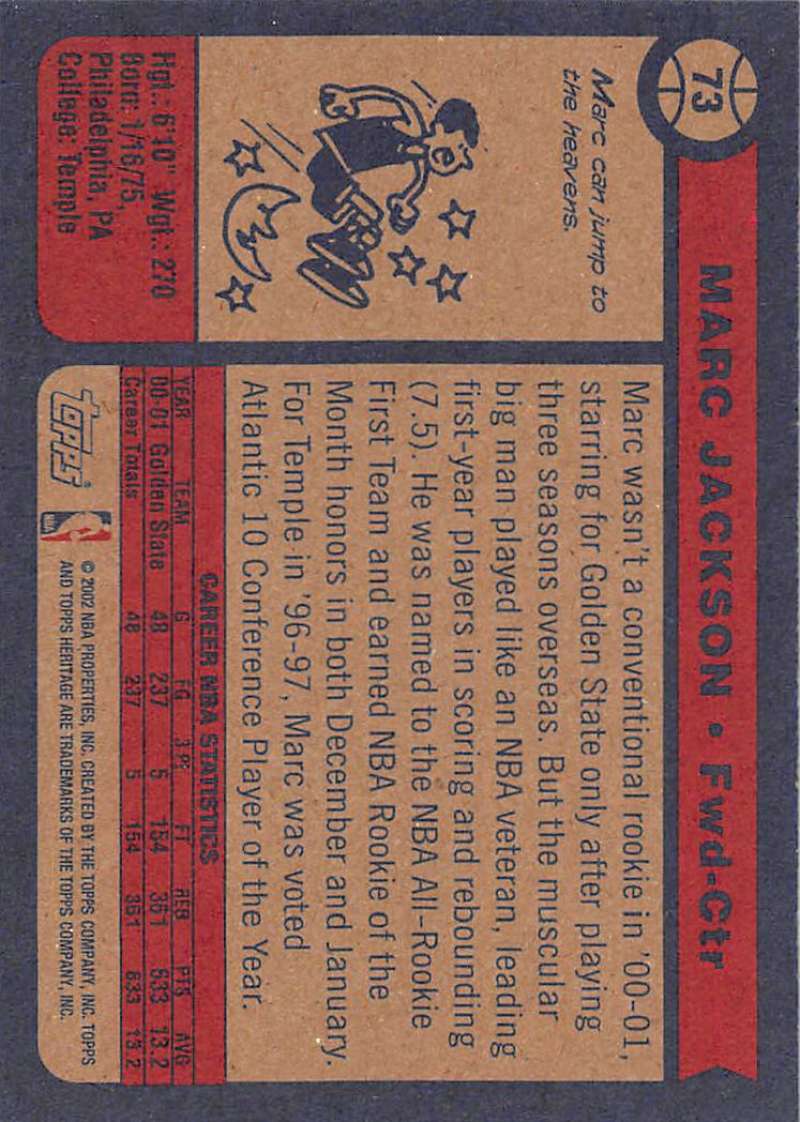 73
MARC JACKSON • Fwd-Ctr
Marc can jump to
the heavens.
Hgt.: 6'10" Wgt.: 270
Born: 1/16/75,
Philadelphia, PA
College: Temple
Marc wasn't a conventional rookie in '00-01,
starring for Golden State only after playing
three seasons overseas. But the muscular
big man played like an NBA veteran, leading
first-year players in scoring and rebounding
(7.5). He was named to the NBA All-Rookie
First Team and earned NBA Rookie of the
Month honors in both December and January.
For Temple in '96-97, Marc was voted
Atlantic 10 Conference Player of the Year.
CAREER NBA STATISTICS
YEAR TEAM G FG 3 PT FT REB PTS AVG
00-01 Golden State 48 237 5 154 361 633 13.2
Career Totals 48 237 5 154 361 633 13.2
TOPPS
NBA
© 2002 NBA PROPERTIES, INC. CREATED BY THE TOPPS COMPANY, INC. TOPPS
AND TOPPS HERITAGE ARE TRADEMARKS OF THE TOPPS COMPANY, INC.